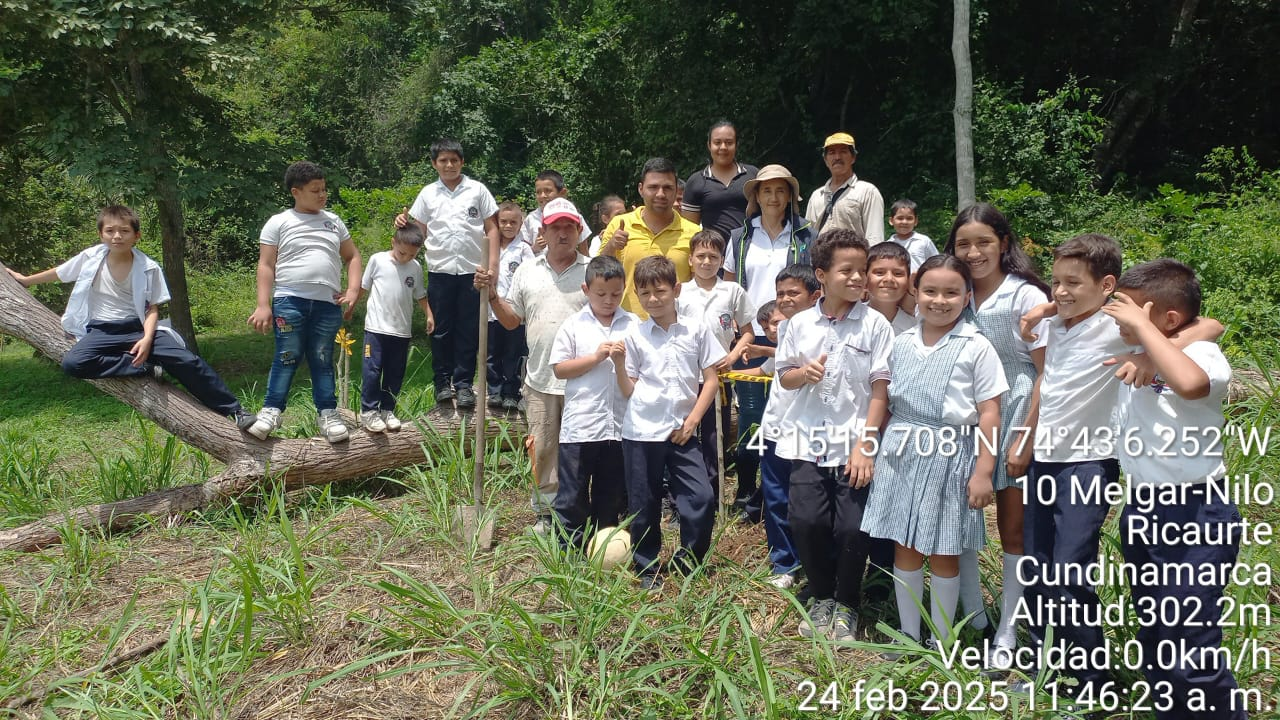 4°15'15.708"N 74°43'6.252"W
10 Melgar-Nilo
Ricaurte
Cundinamarca
Altitud:302.2m
Velocidad:0.0km/h
24 feb 2025 11:46:23 a. m.